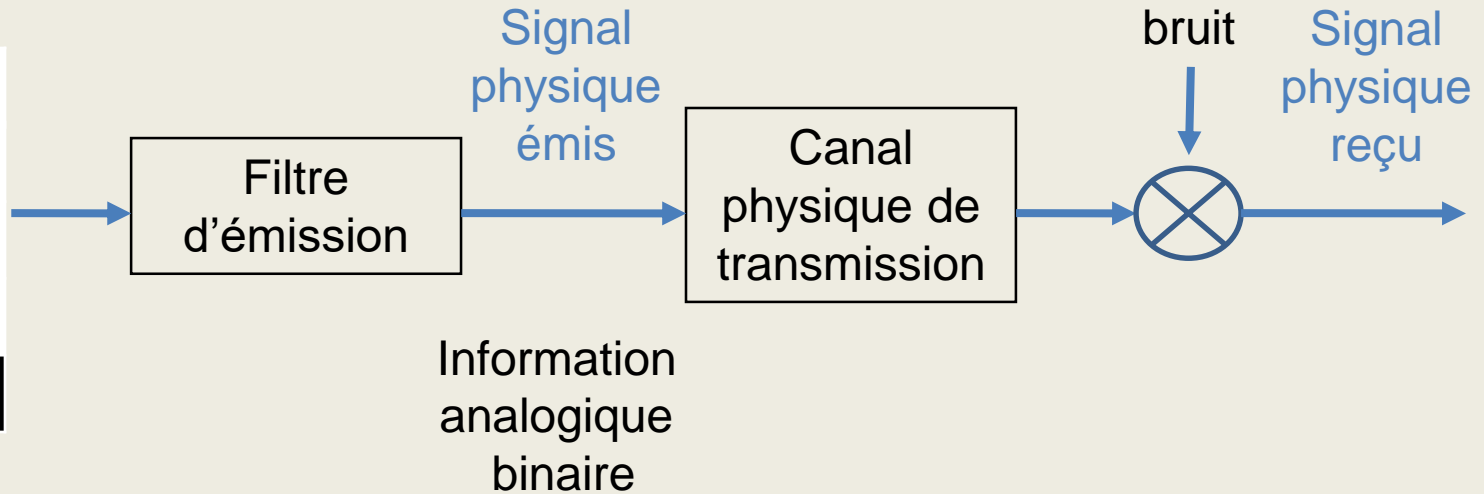 Filtre
d'émission
Signal
physique
émis
Canal
physique de
transmission
bruit
Signal
physique
reçu
Information
analogique
binaire